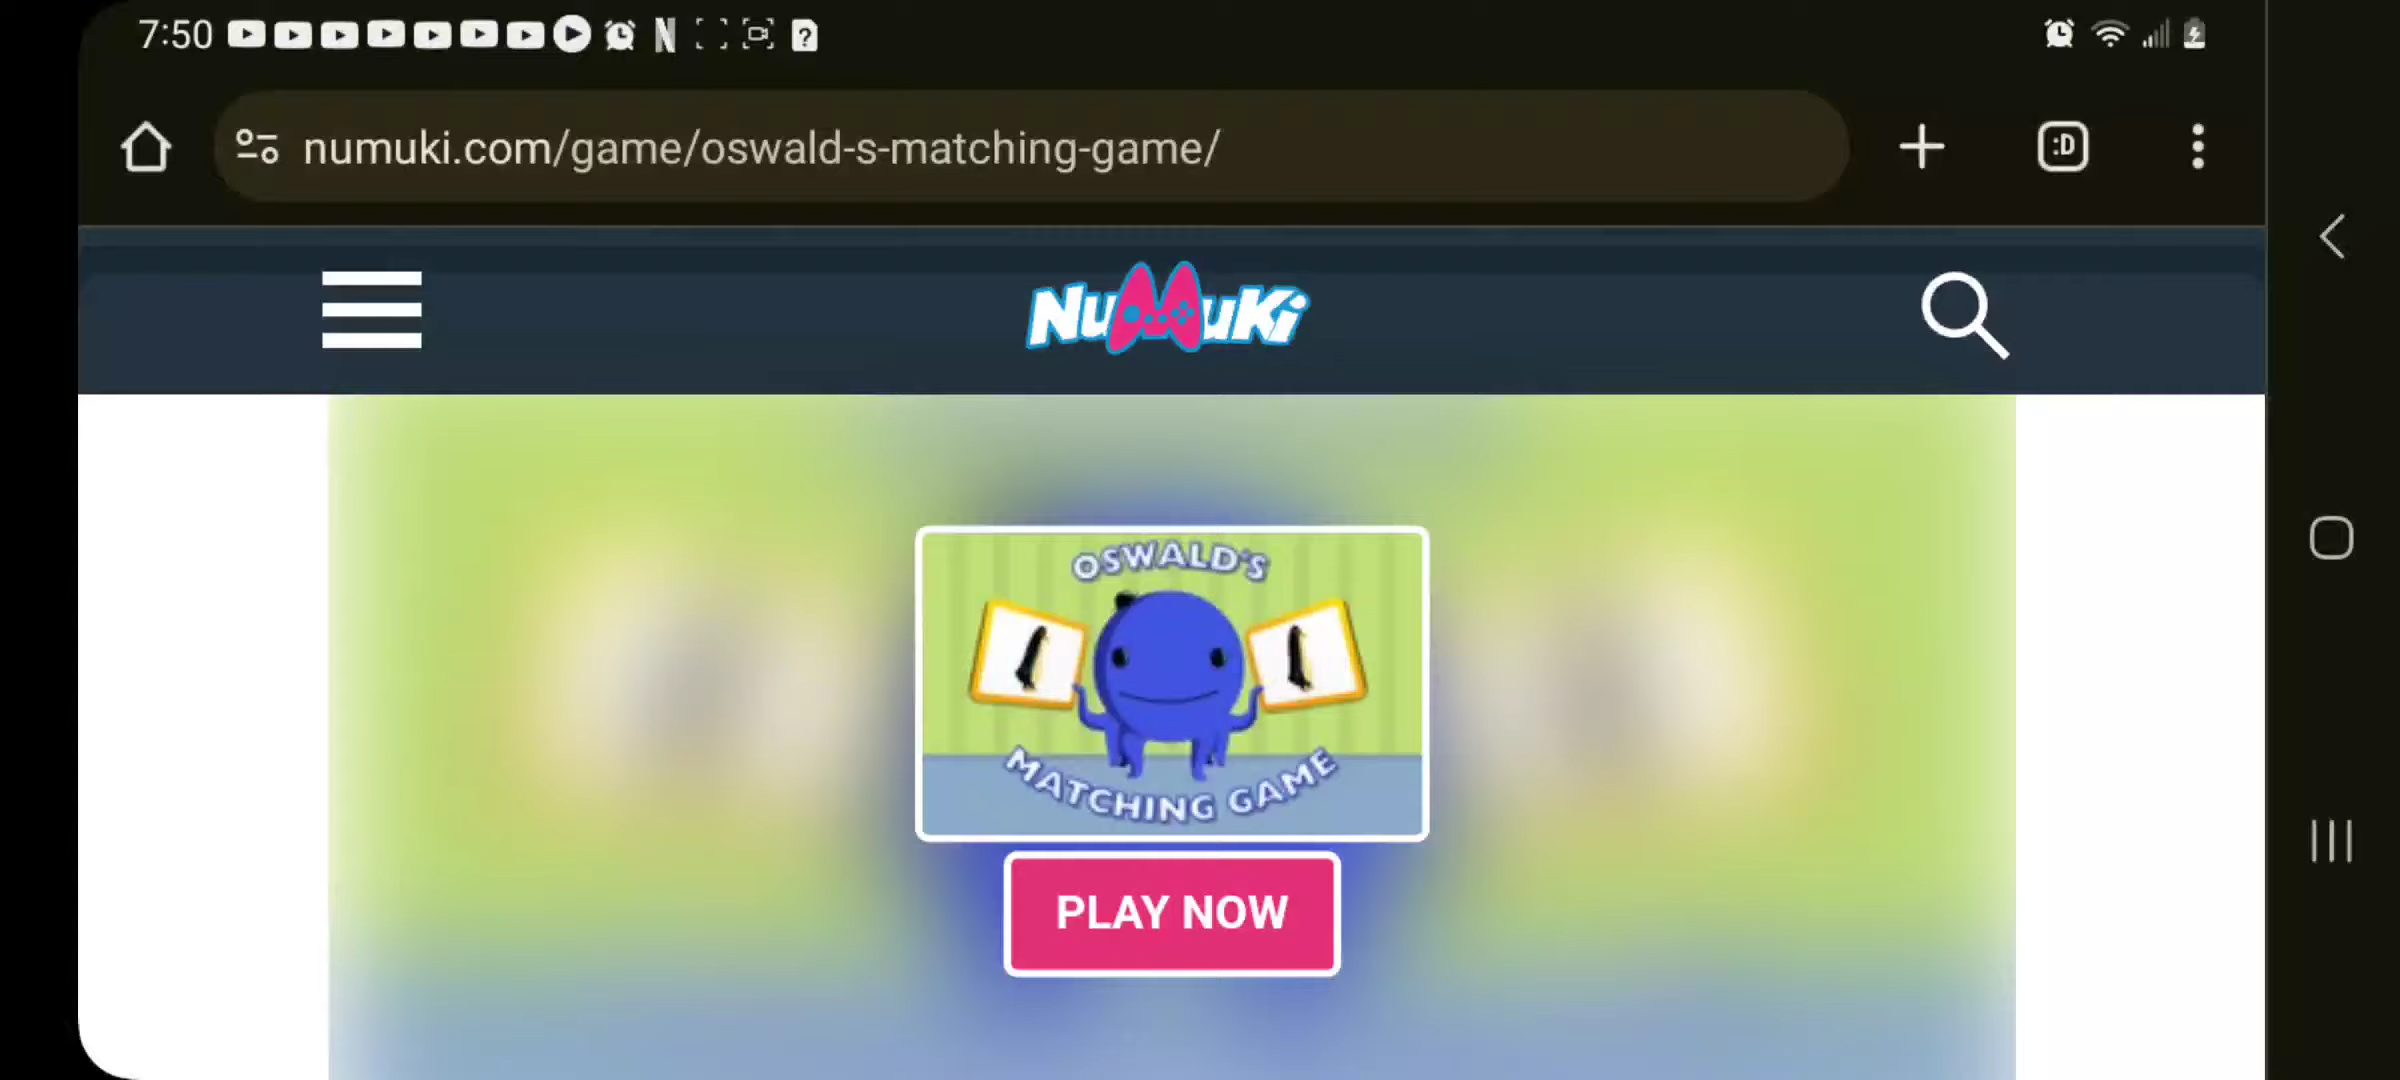 7:50
numuki.com/game/oswald-s-matching-game/
:D
NuMuKi
OSWALD'S
MATCHING GAME
PLAY NOW